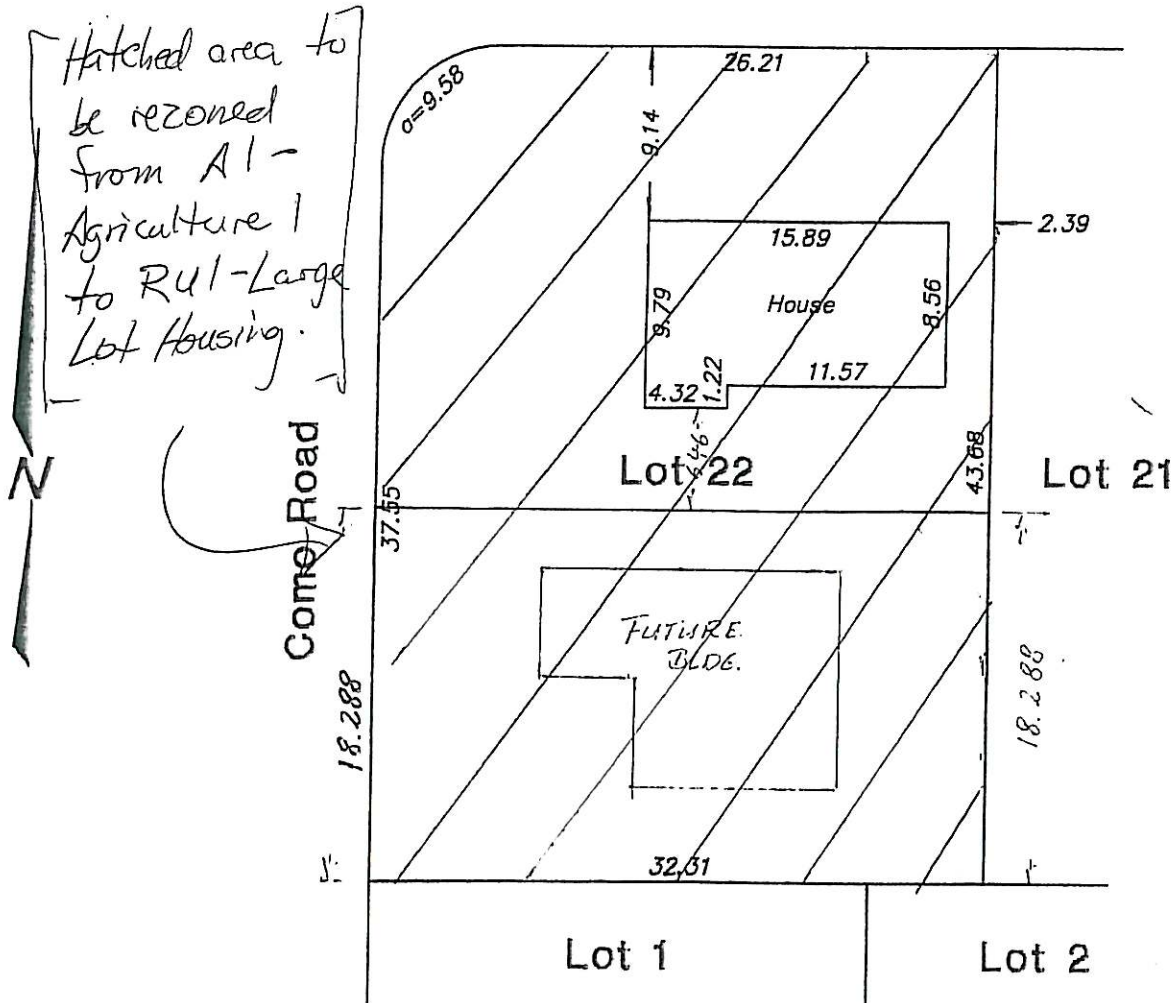 Hatched area to
be rezoned
from A1-
Agriculture 1
to RU1-Large
Lot Housing.
N
a=9.58
26.21
9.14
2.39
15.89
House
9.79
8.56
4.32
1.22
11.57
6.46
Lot 22
43.68
Lot 21
Como Road
37.55
FUTURE
BLDG.
18.288
18.288
32.31
Lot 1
Lot 2